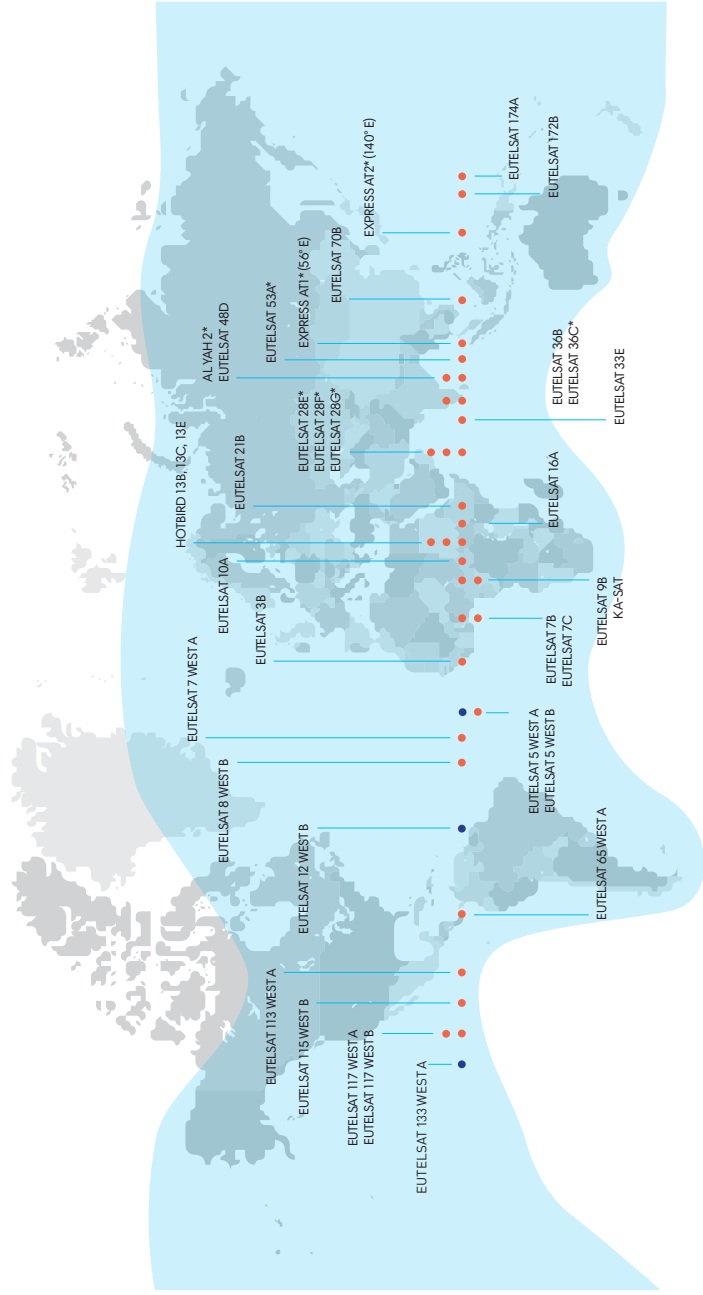 EUTELSAT 133 WEST A
EUTELSAT 117 WEST A
EUTELSAT 117 WEST B
EUTELSAT 115 WEST B
EUTELSAT 113 WEST A
EUTELSAT 65 WEST A
EUTELSAT 12 WEST B
EUTELSAT 8 WEST B
EUTELSAT 7 WEST A
EUTELSAT 5 WEST A
EUTELSAT 5 WEST B
EUTELSAT 3B
EUTELSAT 7B
EUTELSAT 7C
EUTELSAT 9B
KA-SAT
EUTELSAT 10A
HOTBIRD 13B, 13C, 13E
EUTELSAT 16A
EUTELSAT 21B
EUTELSAT 28E*
EUTELSAT 28F*
EUTELSAT 28G*
EUTELSAT 33E
EUTELSAT 36B
EUTELSAT 36C*
AL YAH 2*
EUTELSAT 48D
EUTELSAT 53A*
EXPRESS AT1* (56° E)
EUTELSAT 70B
EXPRESS AT2* (140° E)
EUTELSAT 172B
EUTELSAT 174A